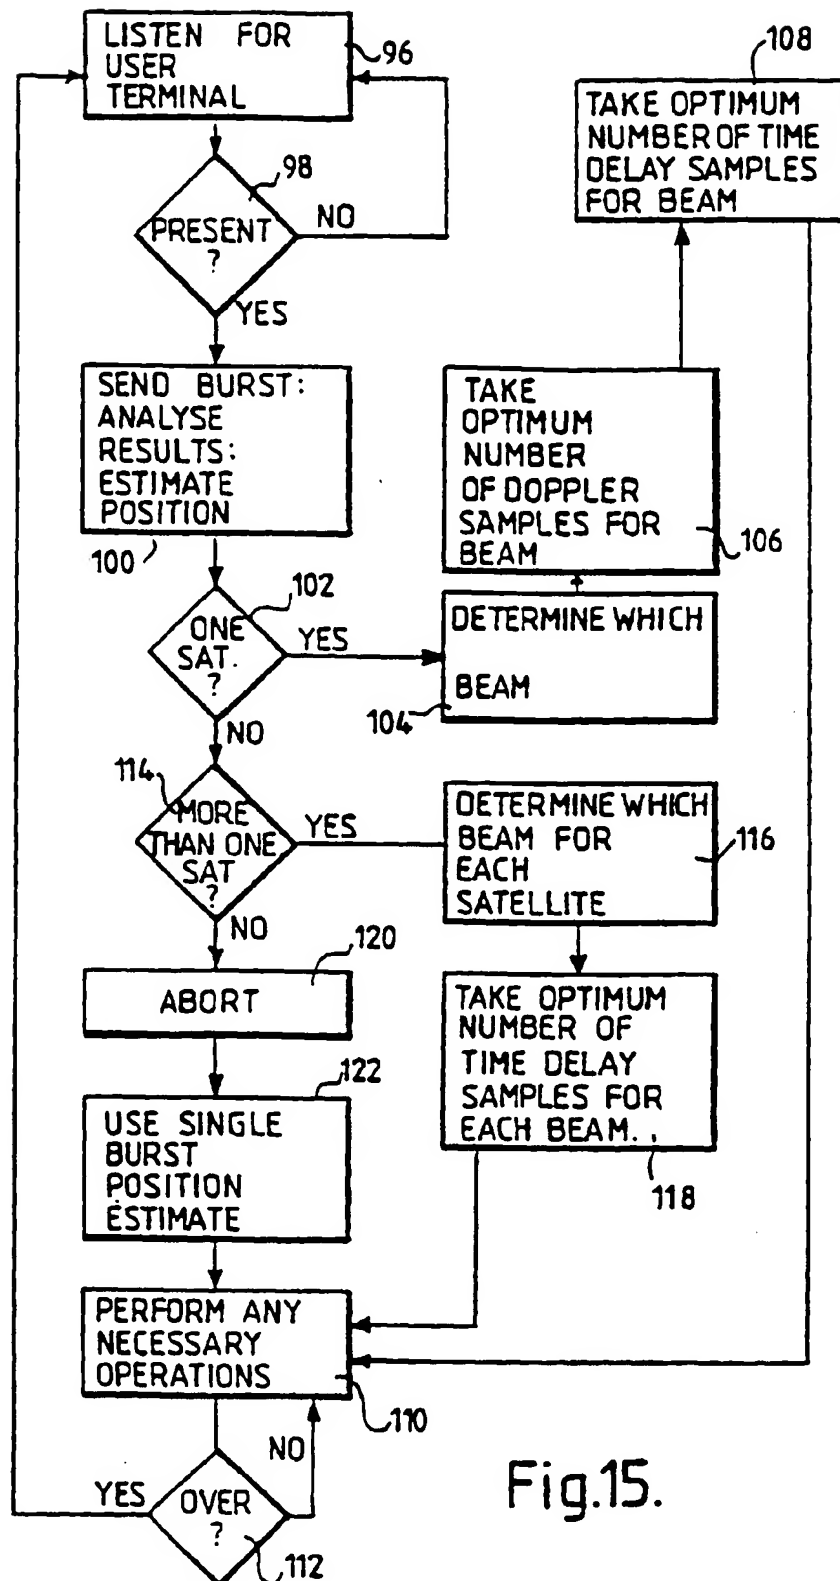 LISTEN FOR
USER
TERMINAL
96
PRESENT
?
98
NO
YES
SEND BURST:
ANALYSE
RESULTS:
ESTIMATE
POSITION
100
ONE
SAT.
?
102
YES
NO
DETERMINE WHICH
BEAM
104
TAKE
OPTIMUM
NUMBER
OF DOPPLER
SAMPLES FOR
BEAM
106
108
TAKE OPTIMUM
NUMBER OF TIME
DELAY SAMPLES
FOR BEAM
114
MORE
THAN ONE
SAT
?
YES
NO
DETERMINE WHICH
BEAM FOR
EACH
SATELLITE
116
TAKE OPTIMUM
NUMBER OF
TIME DELAY
SAMPLES FOR
EACH BEAM.
118
120
ABORT
122
USE SINGLE
BURST
POSITION
ESTIMATE
PERFORM ANY
NECESSARY
OPERATIONS
110
NO
YES
OVER
?
112
Fig.15.